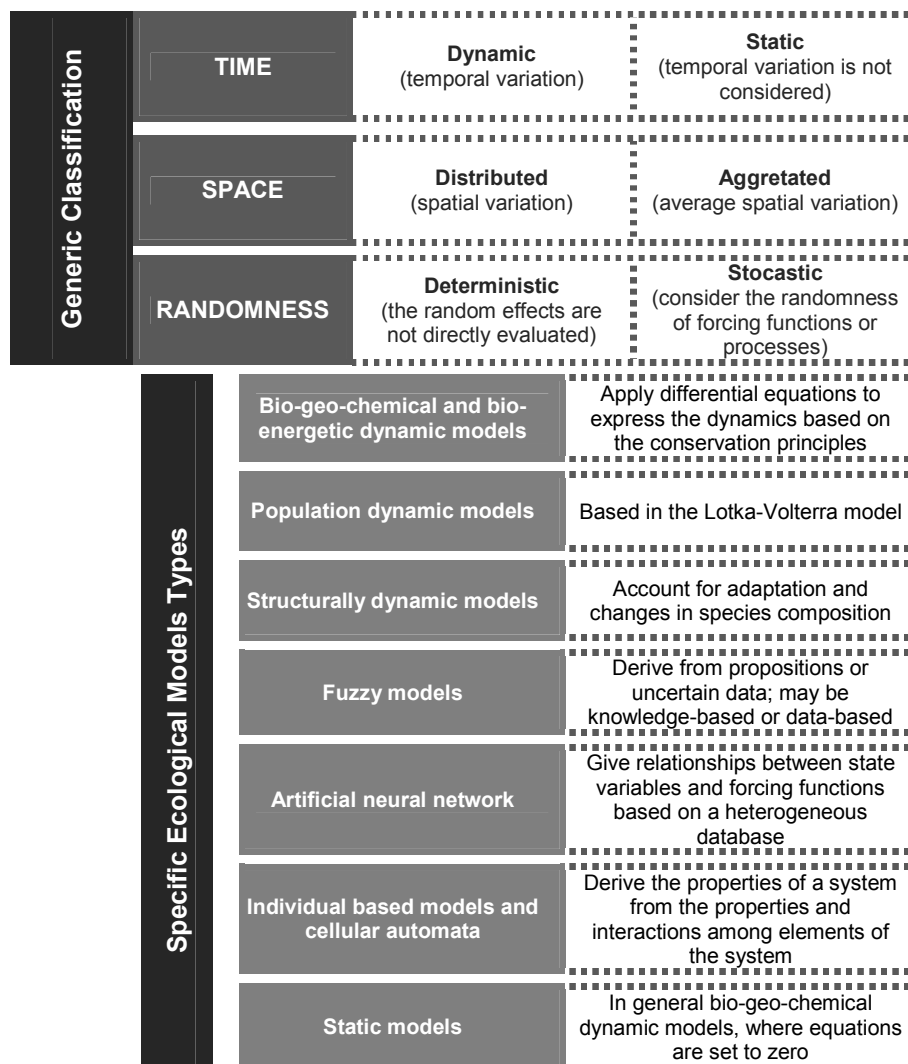 Generic Classification
TIME
Dynamic
(temporal variation)
Static
(temporal variation is not
considered)
SPACE
Distributed
(spatial variation)
Aggretated
(average spatial variation)
RANDOMNESS
Deterministic
(the random effects are
not directly evaluated)
Stocastic
(consider the randomness
of forcing functions or
processes)
Specific Ecological Models Types
Bio-geo-chemical and bio-
energetic dynamic models
Apply differential equations to
express the dynamics based on
the conservation principles
Population dynamic models
Based in the Lotka-Volterra model
Structurally dynamic models
Account for adaptation and
changes in species composition
Fuzzy models
Derive from propositions or
uncertain data; may be
knowledge-based or data-based
Artificial neural network
Give relationships between state
variables and forcing functions
based on a heterogeneous
database
Individual based models and
cellular automata
Derive the properties of a system
from the properties and
interactions among elements of
the system
Static models
In general bio-geo-chemical
dynamic models, where equations
are set to zero